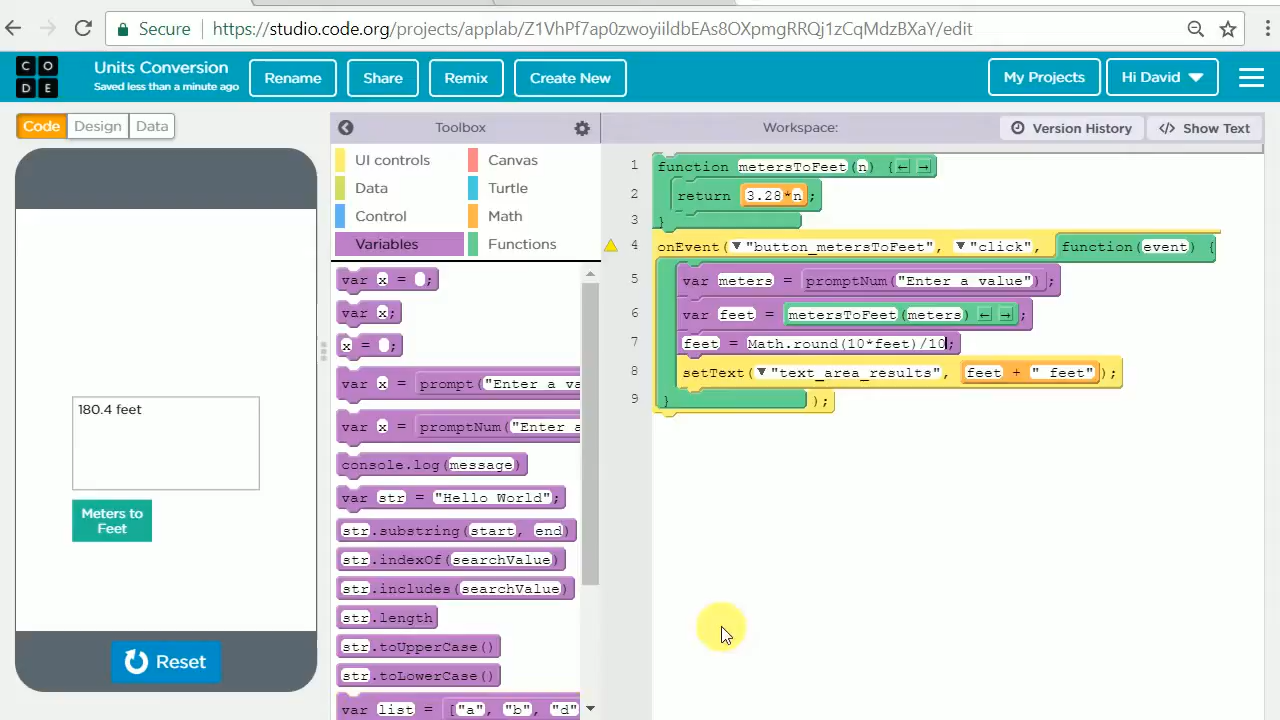 Secure https://studio.code.org/projects/applab/Z1VhPf7ap0zwoyiildbEAs8OXpmgRRQj1zCqMdzBXaY/edit
C O D E
Units Conversion
Saved less than a minute ago
Rename
Share
Remix
Create New
My Projects
Hi David
Code
Design
Data
Toolbox
Workspace:
Version History
</> Show Text
UI controls
Canvas
Data
Turtle
Control
Math
Variables
Functions
var x = ;
var x;
x = ;
var x = prompt("Enter a va
var x = promptNum("Enter a
console.log(message)
var str = "Hello World";
str.substring(start, end)
str.indexOf(searchValue)
str.includes(searchValue)
str.length
str.toUpperCase()
str.toLowerCase()
var list = ["a", "b", "d"
1 function metersToFeet(n) {
2 return 3.28*n;
3 }
4 onEvent("button_metersToFeet", "click", function(event) {
5 var meters = promptNum("Enter a value");
6 var feet = metersToFeet(meters);
7 feet = Math.round(10*feet)/10;
8 setText("text_area_results", feet + " feet");
9 } );
180.4 feet
Meters to
Feet
Reset